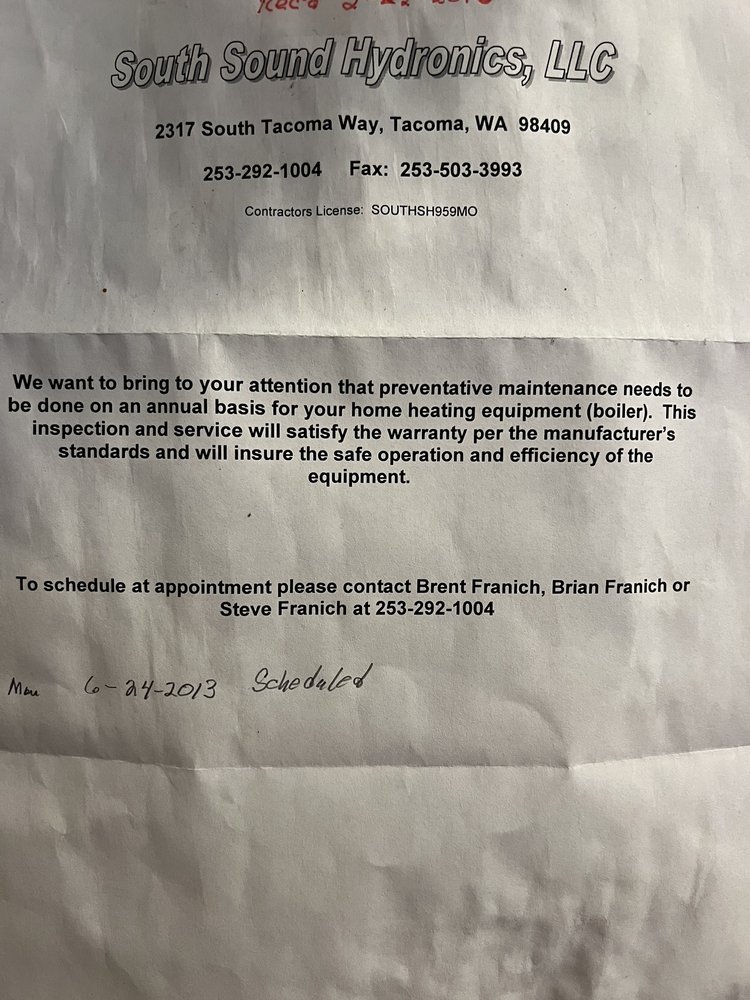 South Sound Hydronics, LLC
2317 South Tacoma Way, Tacoma, WA 98409
253-292-1004 Fax: 253-503-3993
Contractors License: SOUTHSH959MO
We want to bring to your attention that preventative maintenance needs to
be done on an annual basis for your home heating equipment (boiler). This
inspection and service will satisfy the warranty per the manufacturer's
standards and will insure the safe operation and efficiency of the
equipment.
To schedule at appointment please contact Brent Franich, Brian Franich or
Steve Franich at 253-292-1004
Mon 6-24-2013 Scheduled